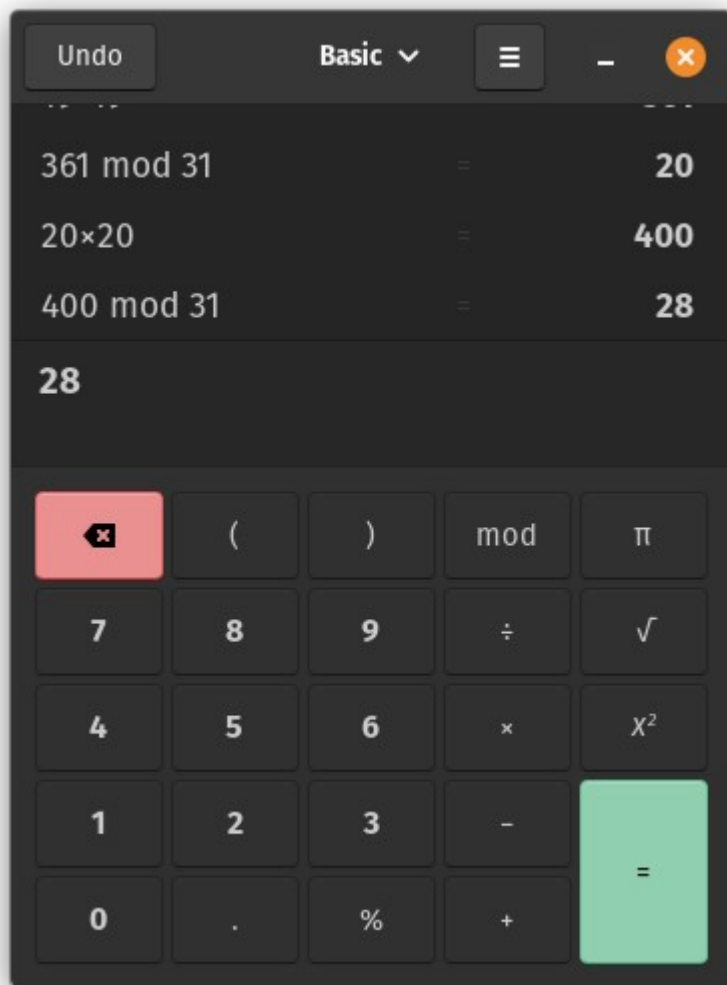 Undo Basic
361 mod 31 = 20
20×20 = 400
400 mod 31 = 28
28
( ) mod π
7 8 9 ÷ √
4 5 6 × X²
1 2 3 −
=
0 . % +